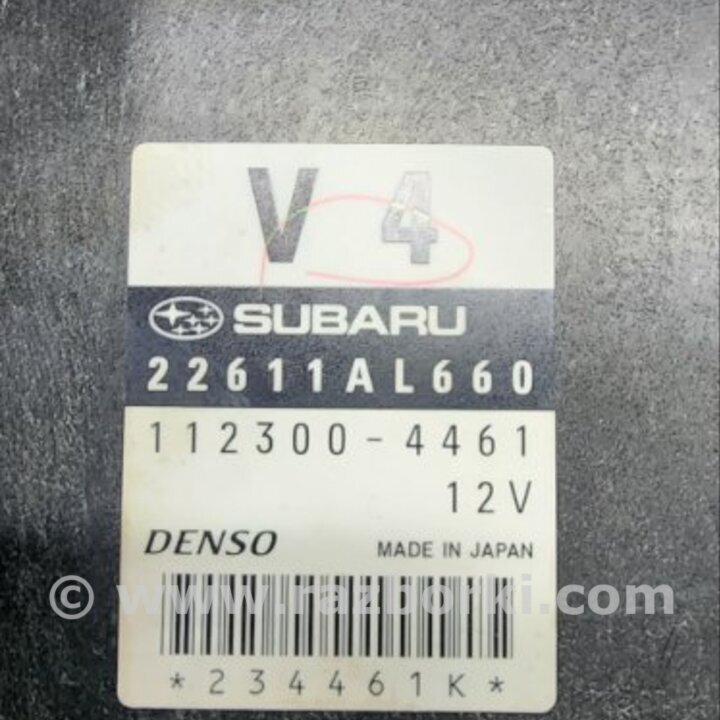 V 4
SUBARU
22611AL660
112300-4461
12V
DENSO MADE IN JAPAN
© www.razborki.com
*234461K*